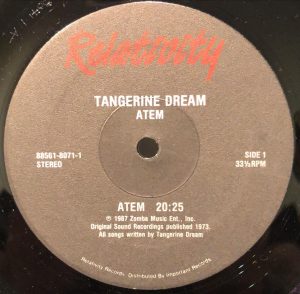 Relativity
TANGERINE DREAM
ATEM
88561-8071-1
STEREO
SIDE 1
33⅓RPM
ATEM 20:25
℗ 1987 Zomba Music Ent., Inc.
Original Sound Recordings published 1973.
All songs written by Tangerine Dream
Relativity Records, Distributed By Important Records